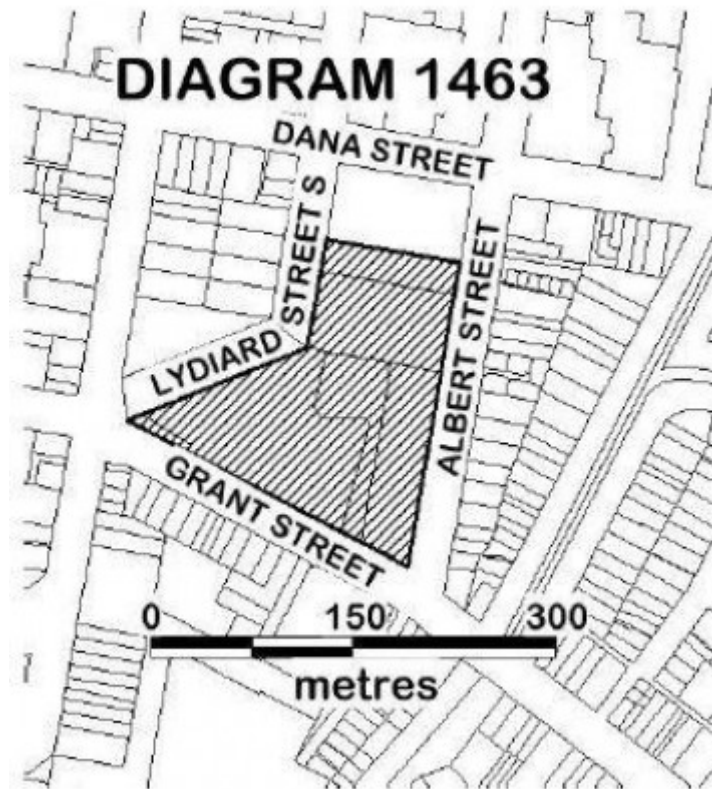 DIAGRAM 1463
DANA STREET
LYDIARD STREET S
ALBERT STREET
GRANT STREET
0 150 300
metres